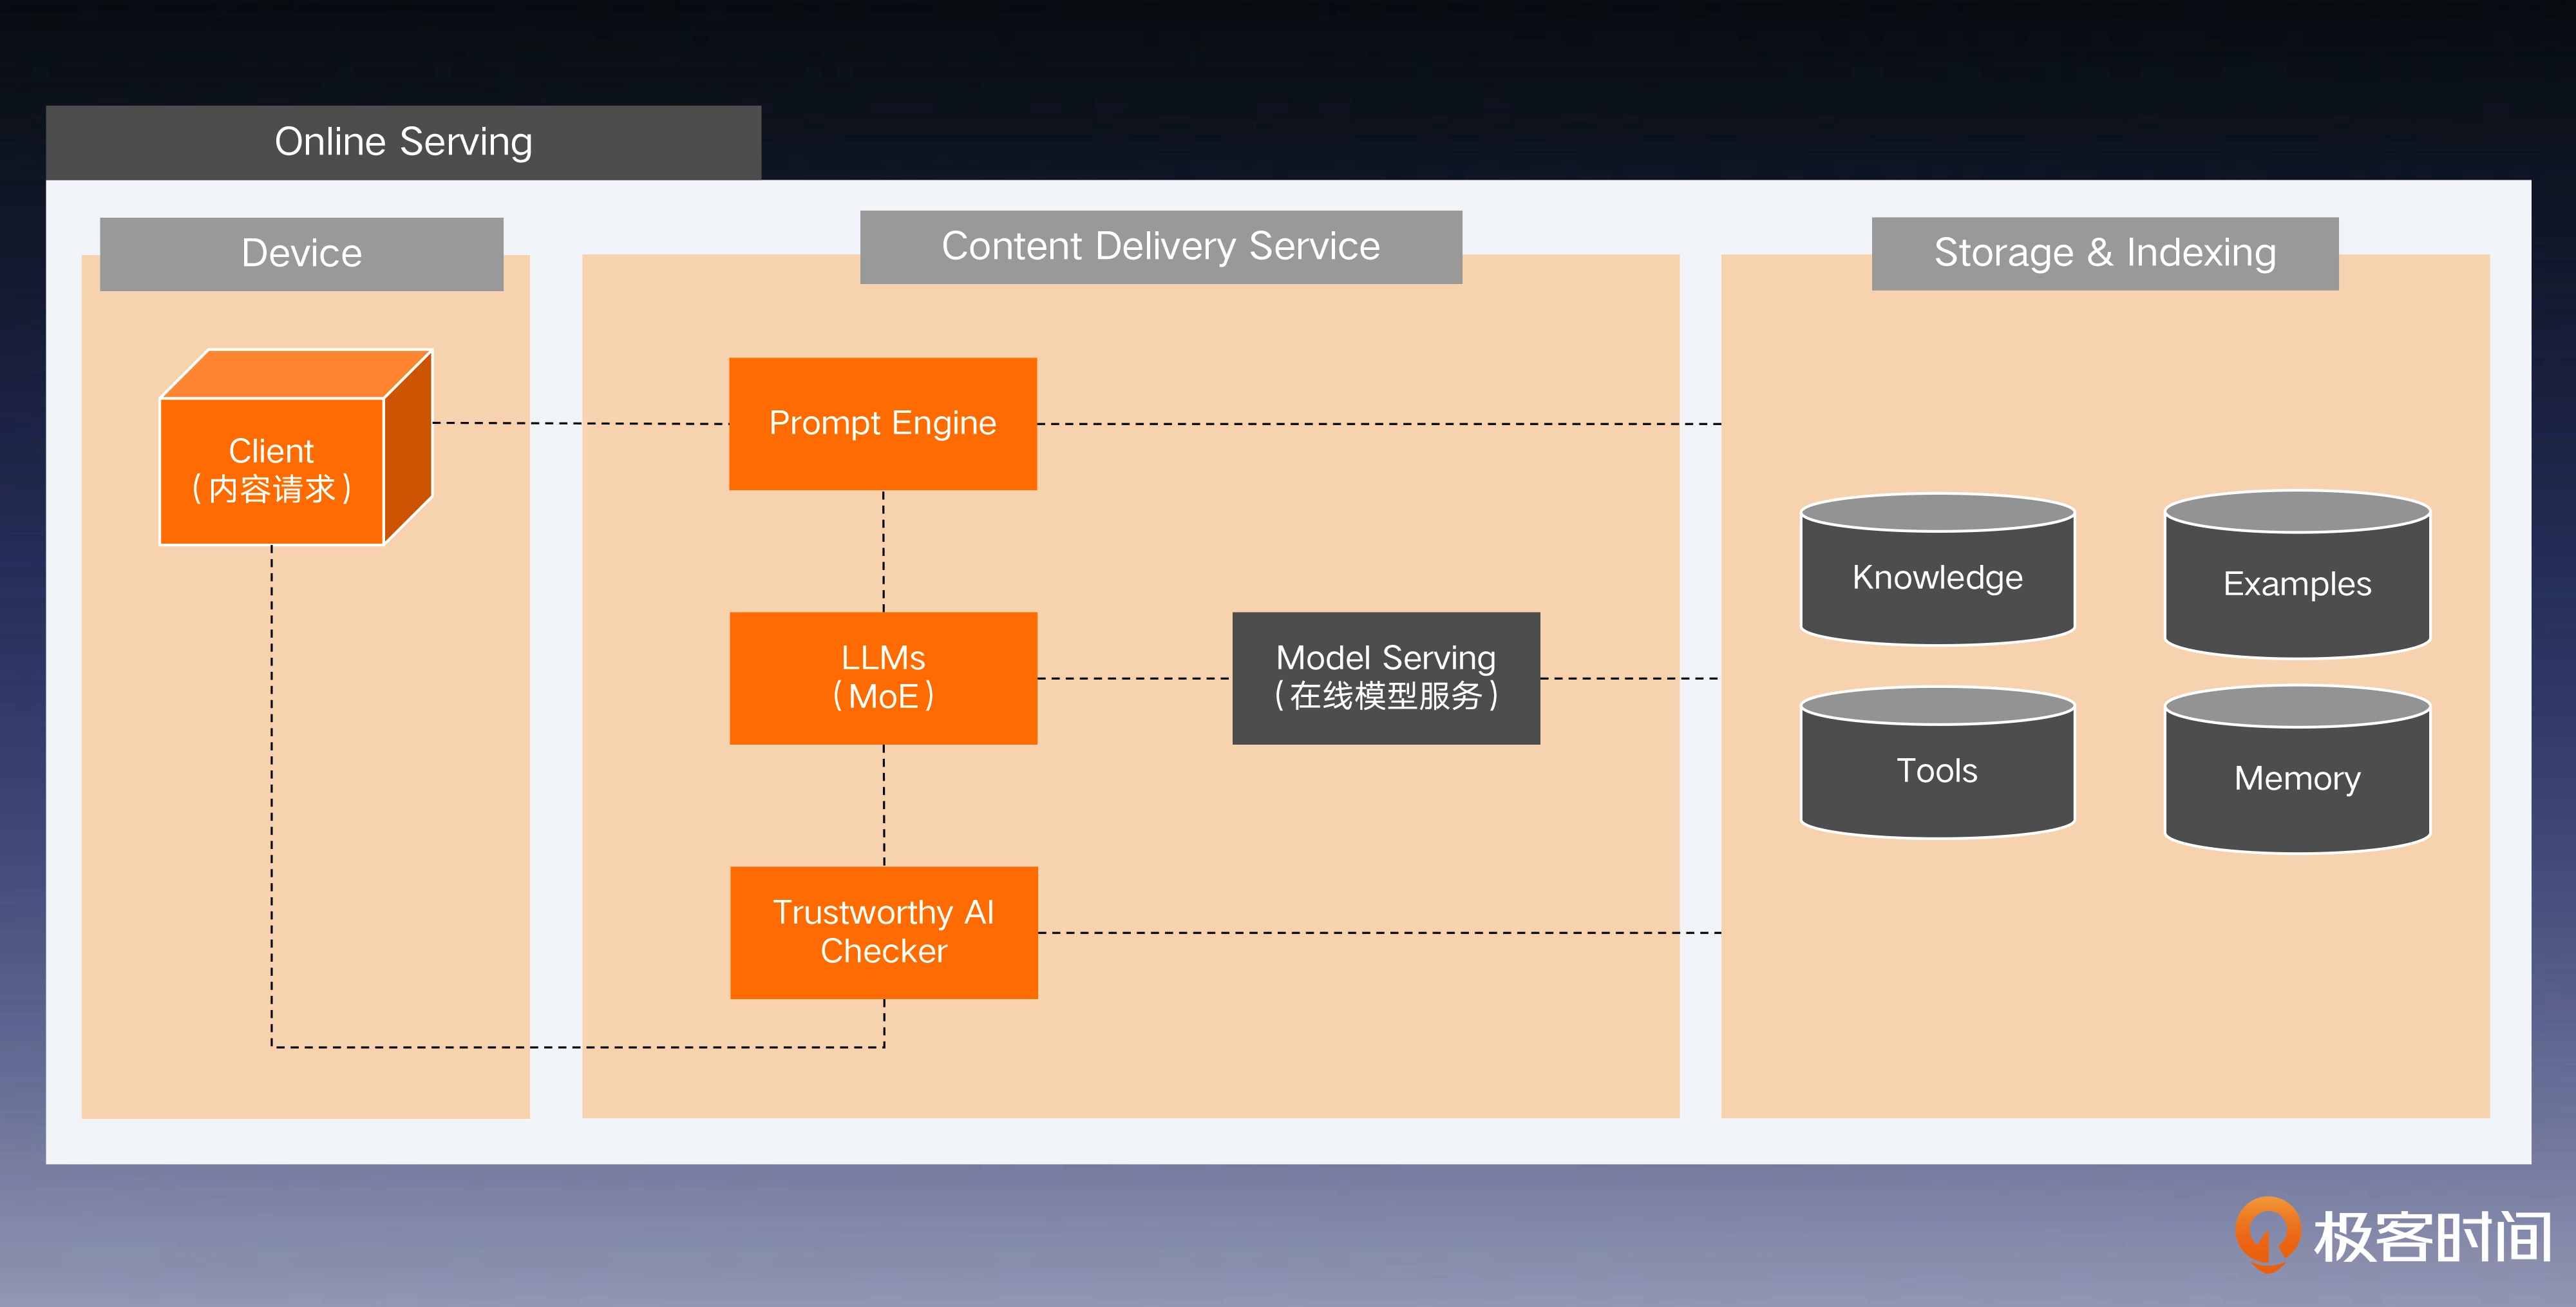 Online Serving
Device
Content Delivery Service
Storage & Indexing
Client
（内容请求）
Prompt Engine
LLMs
（MoE）
Model Serving
（在线模型服务）
Trustworthy AI
Checker
Knowledge
Examples
Tools
Memory
极客时间